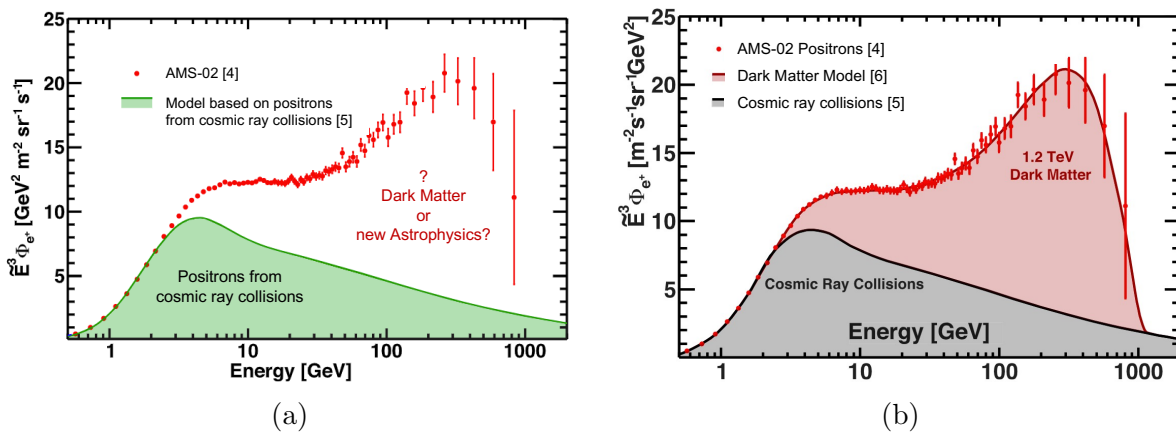 25
20
15
10
5
Ẽ³Φₑ⁺ [GeV² m⁻² sr⁻¹ s⁻¹]
AMS-02 [4]
Model based on positrons
from cosmic ray collisions [5]
?
Dark Matter
or
new Astrophysics?
Positrons from
cosmic ray collisions
1 10 100 1000
Energy [GeV]
(a)
25
20
15
10
5
Ẽ³Φₑ⁺ [m⁻²s⁻¹sr¹GeV²]
AMS-02 Positrons [4]
Dark Matter Model [6]
Cosmic ray collisions [5]
1.2 TeV
Dark Matter
Cosmic Ray Collisions
Energy [GeV]
1 10 100 1000
(b)